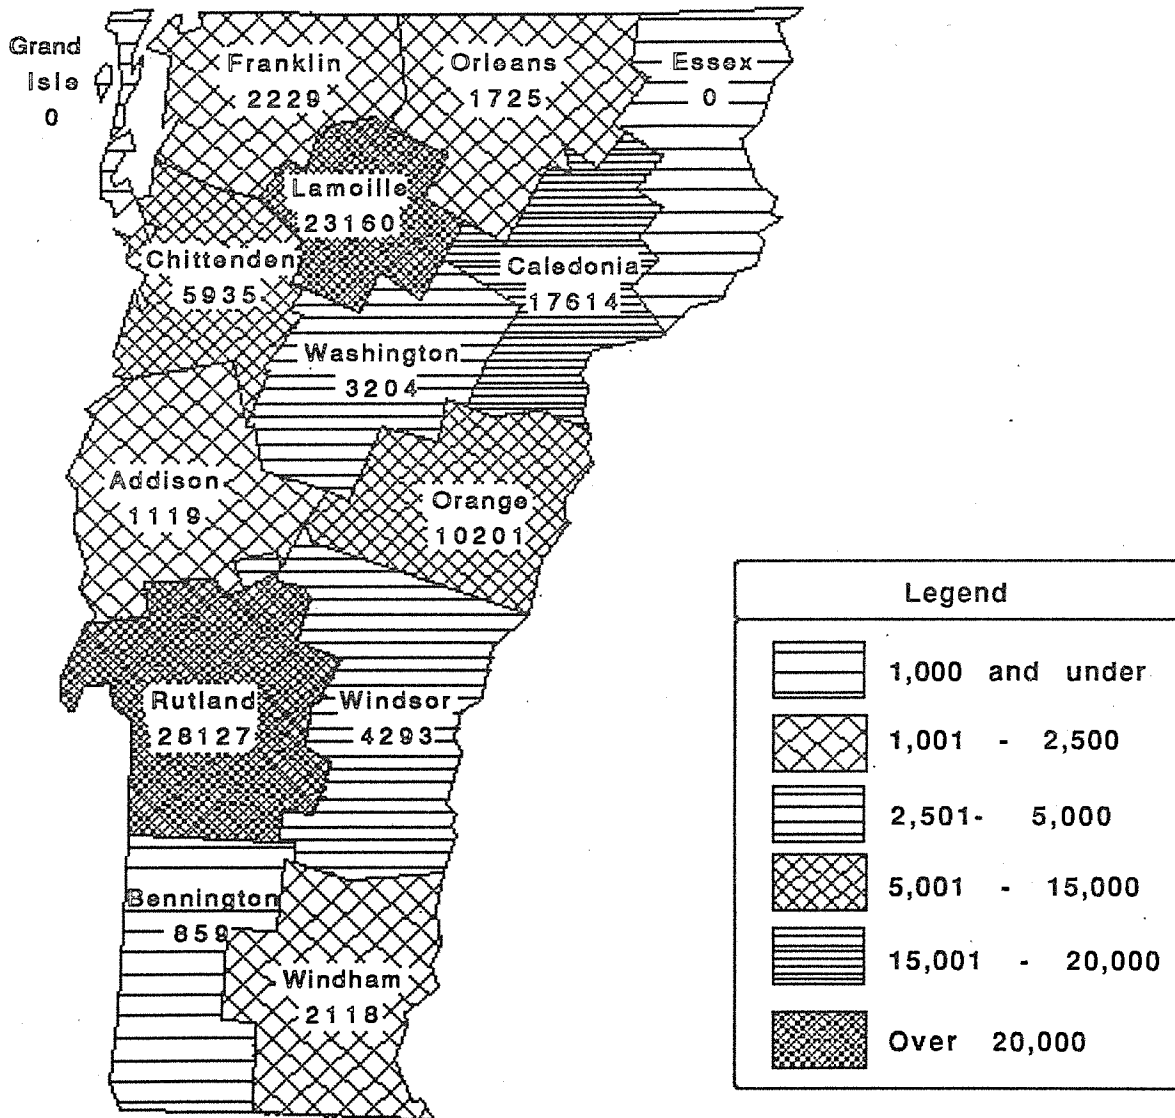 Grand
Isle
0
Franklin
2229
Orleans
1725
Essex
0
Lamoille
23160
Chittenden
5935
Caledonia
17614
Washington
3204
Addison
1119
Orange
10201
Rutland
28127
Windsor
4293
Bennington
859
Windham
2118
Legend
1,000 and under
1,001 - 2,500
2,501- 5,000
5,001 - 15,000
15,001 - 20,000
Over 20,000